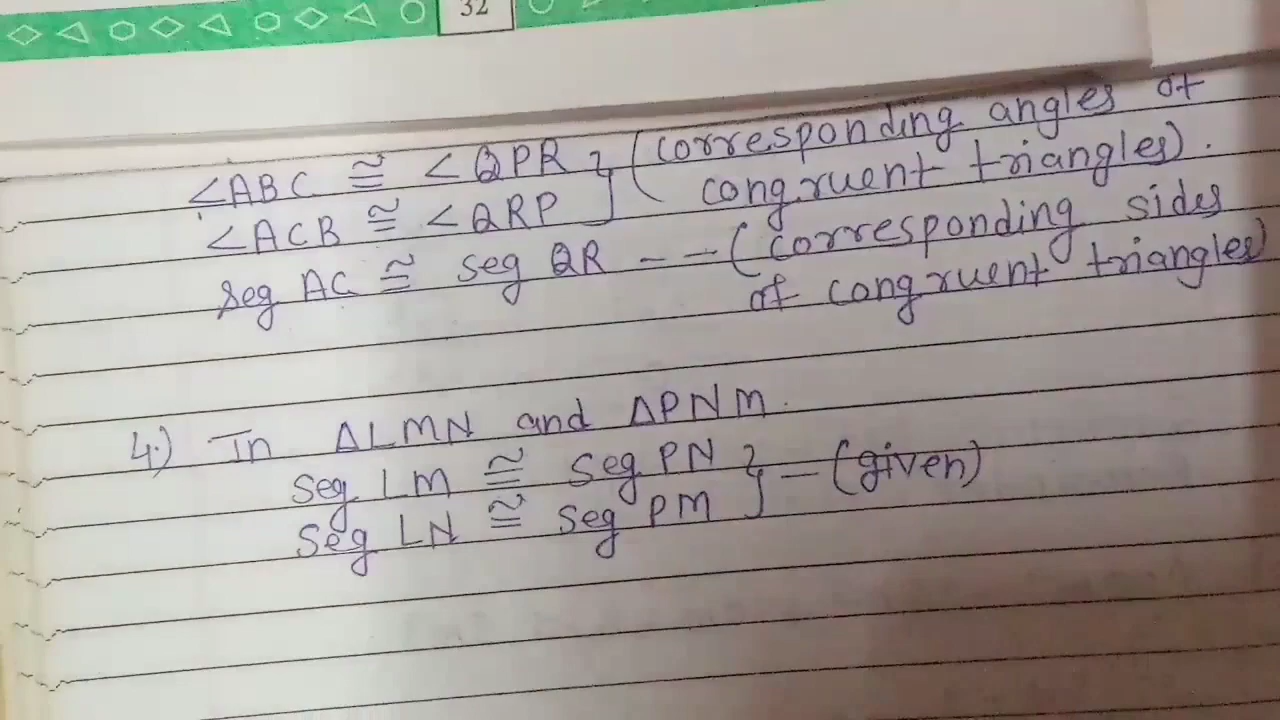 32
∠ABC ≅ ∠QPR } (corresponding angles of
∠ACB ≅ ∠QRP } congruent triangles).
seg AC ≅ seg QR - - (corresponding sides
of congruent triangles)
4.) In ΔLMN and ΔPNM.
seg LM ≅ seg PN } - (given)
seg LN ≅ seg PM }